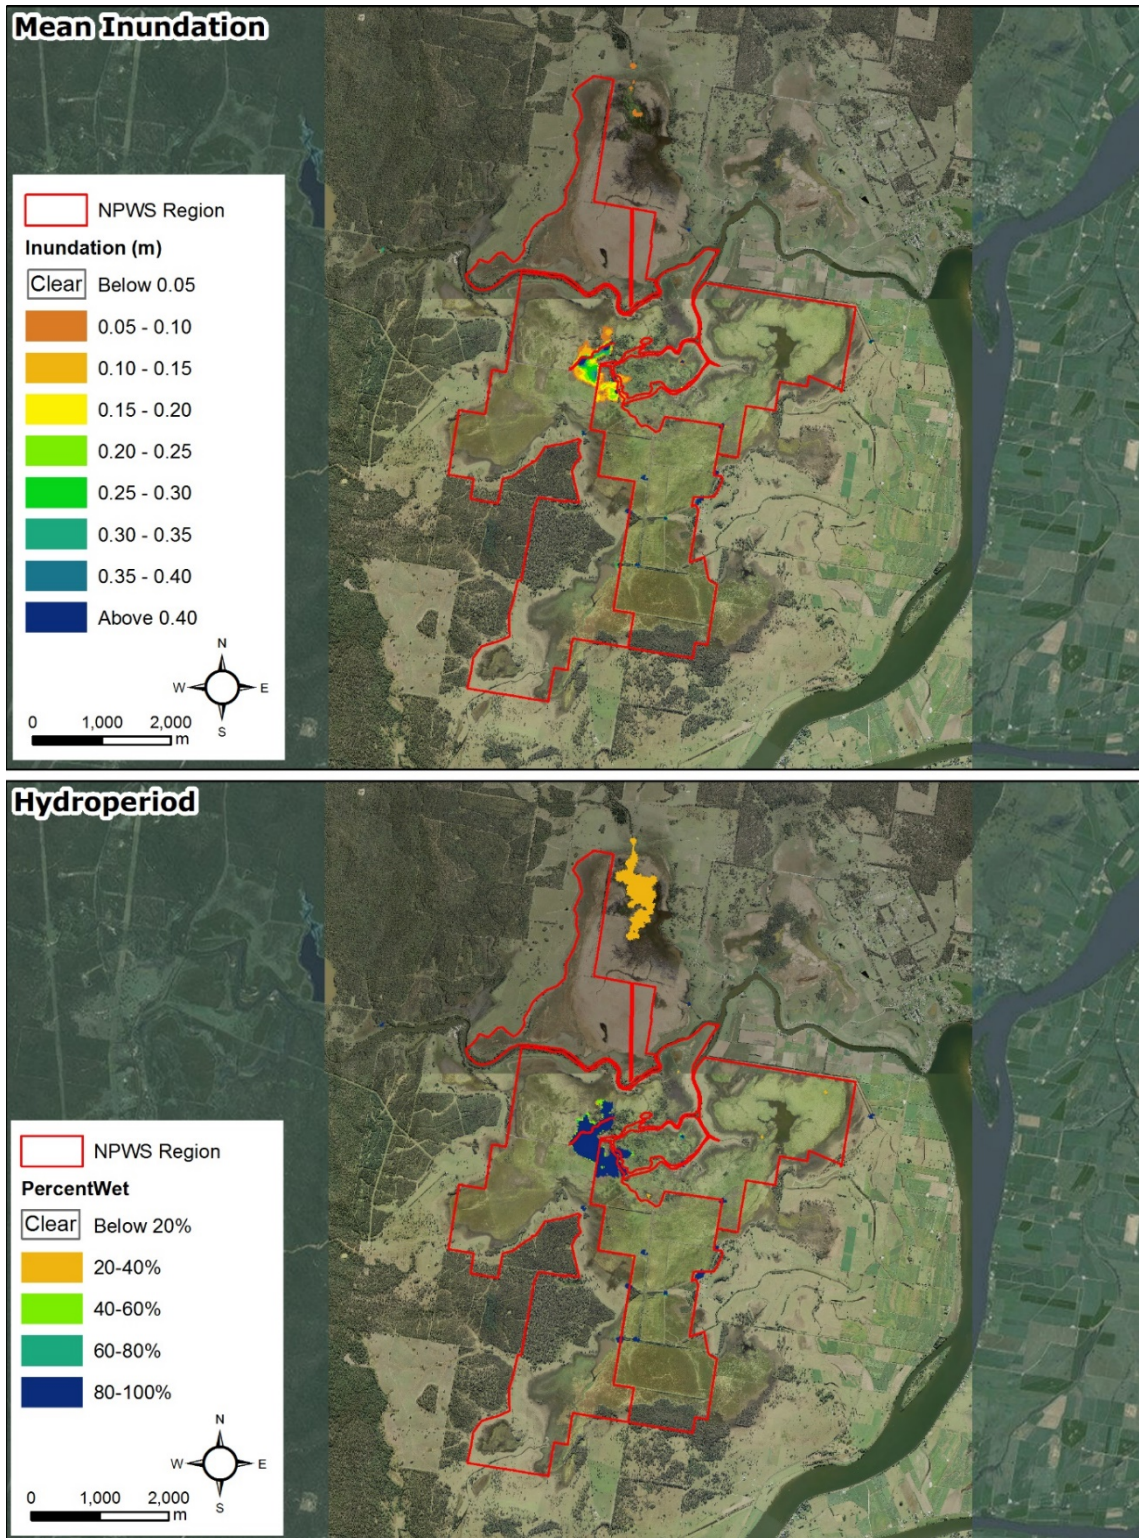 Mean Inundation
NPWS Region
Inundation (m)
Clear Below 0.05
0.05 - 0.10
0.10 - 0.15
0.15 - 0.20
0.20 - 0.25
0.25 - 0.30
0.30 - 0.35
0.35 - 0.40
Above 0.40
N
W E
S
0 1,000 2,000
m
Hydroperiod
NPWS Region
PercentWet
Clear Below 20%
20-40%
40-60%
60-80%
80-100%
N
W E
S
0 1,000 2,000
m